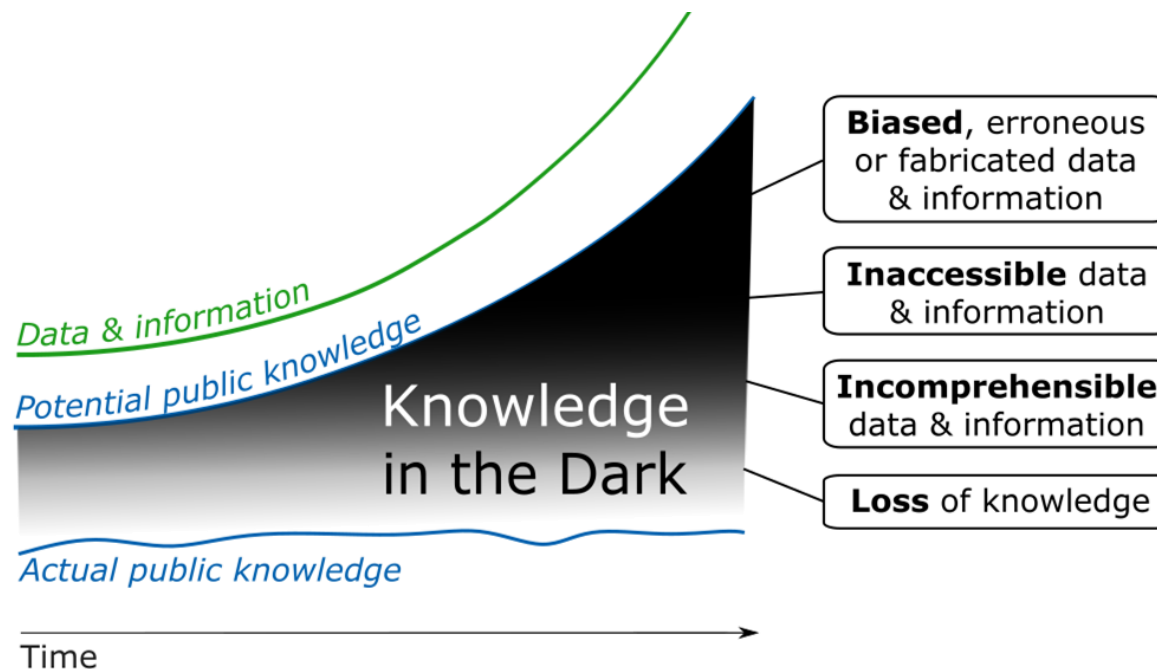 Data & information
Potential public knowledge
Knowledge
in the Dark
Actual public knowledge
Time
Biased, erroneous
or fabricated data
& information
Inaccessible data
& information
Incomprehensible
data & information
Loss of knowledge